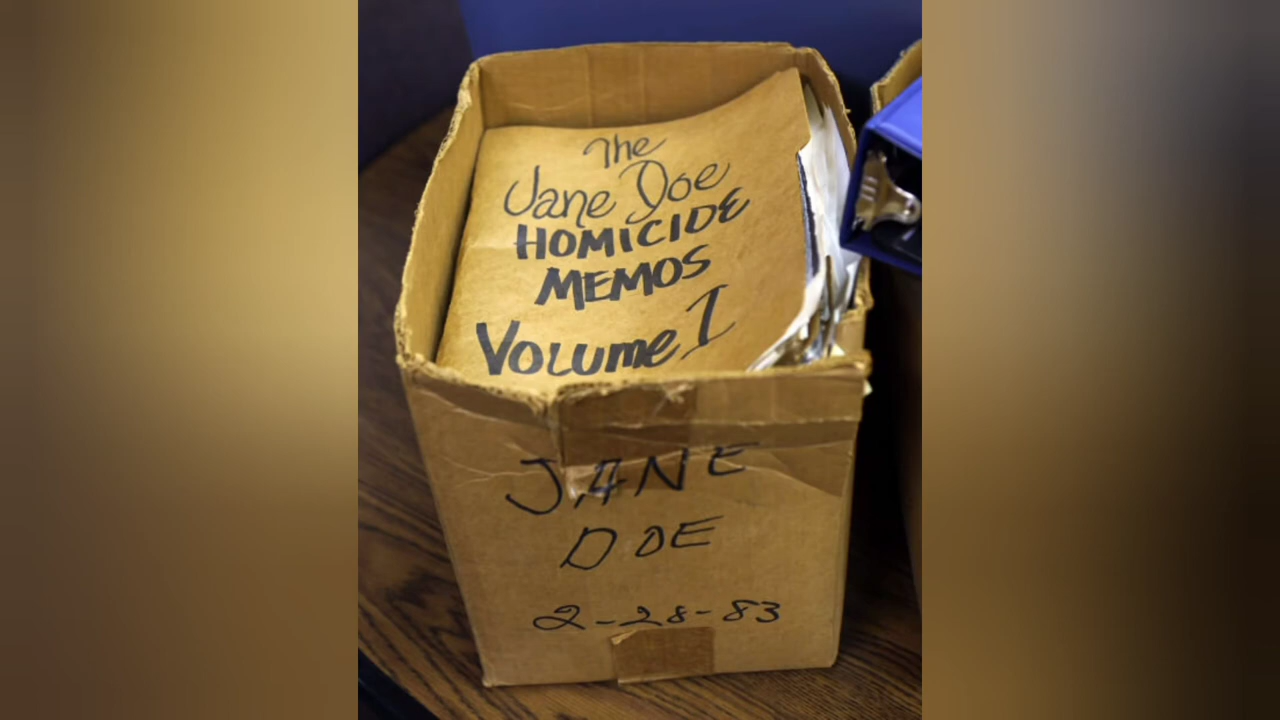 The
Jane Doe
HOMICIDE
MEMOS
Volume I
JANE
DOE
2-28-83